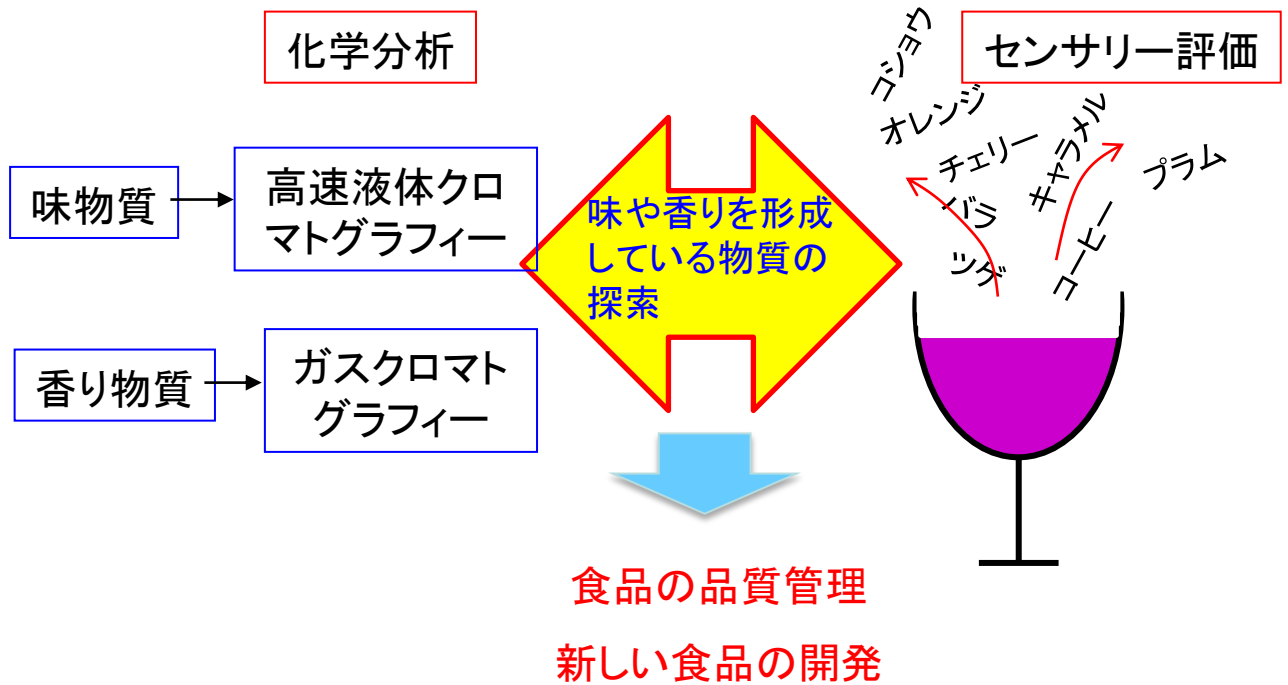 化学分析
センサリー評価
味物質
高速液体クロ
マトグラフィー
香り物質
ガスクロマト
グラフィー
味や香りを形成
している物質の
探索
コショウ
オレンジ
チェリー
バラ
シゲ
キャラメル
コーヒー
プラム
食品の品質管理
新しい食品の開発